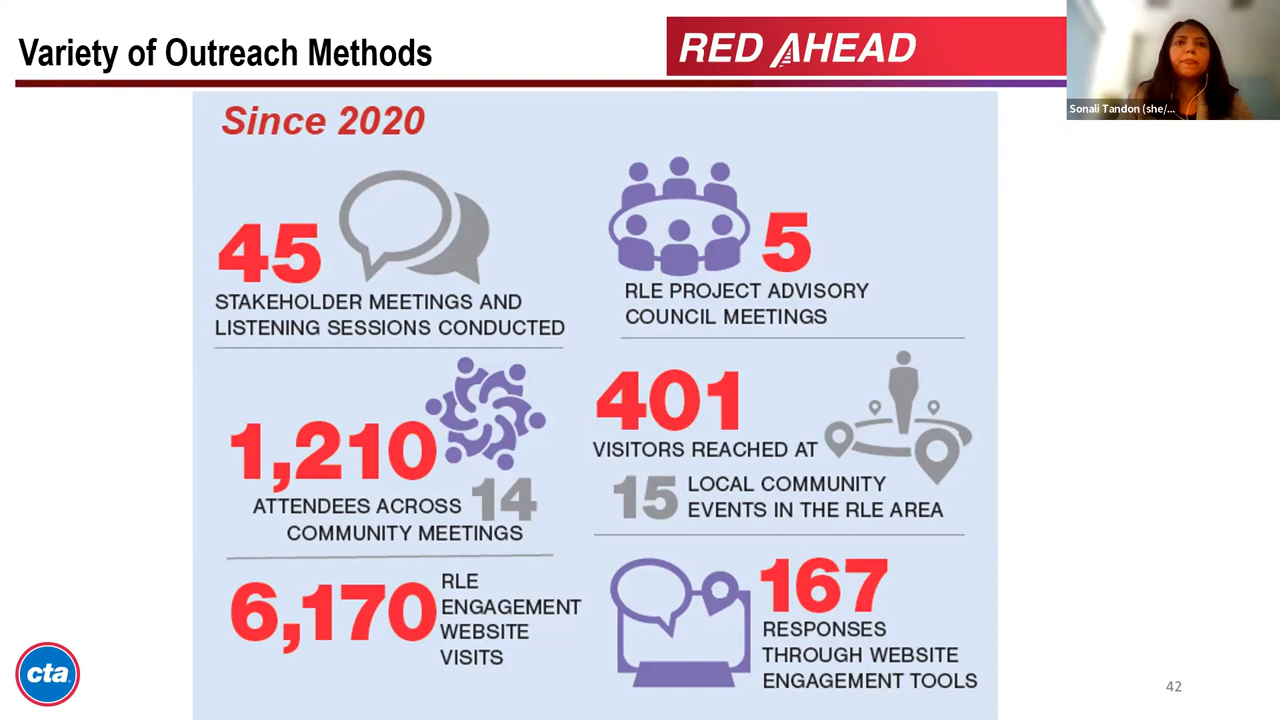 Variety of Outreach Methods
RED AHEAD
Sonali Tandon (she/...
Since 2020
45
STAKEHOLDER MEETINGS AND
LISTENING SESSIONS CONDUCTED
5
RLE PROJECT ADVISORY
COUNCIL MEETINGS
1,210
ATTENDEES ACROSS 14
COMMUNITY MEETINGS
401
VISITORS REACHED AT
15 LOCAL COMMUNITY
EVENTS IN THE RLE AREA
6,170
RLE
ENGAGEMENT
WEBSITE
VISITS
167
RESPONSES
THROUGH WEBSITE
ENGAGEMENT TOOLS
cta
42